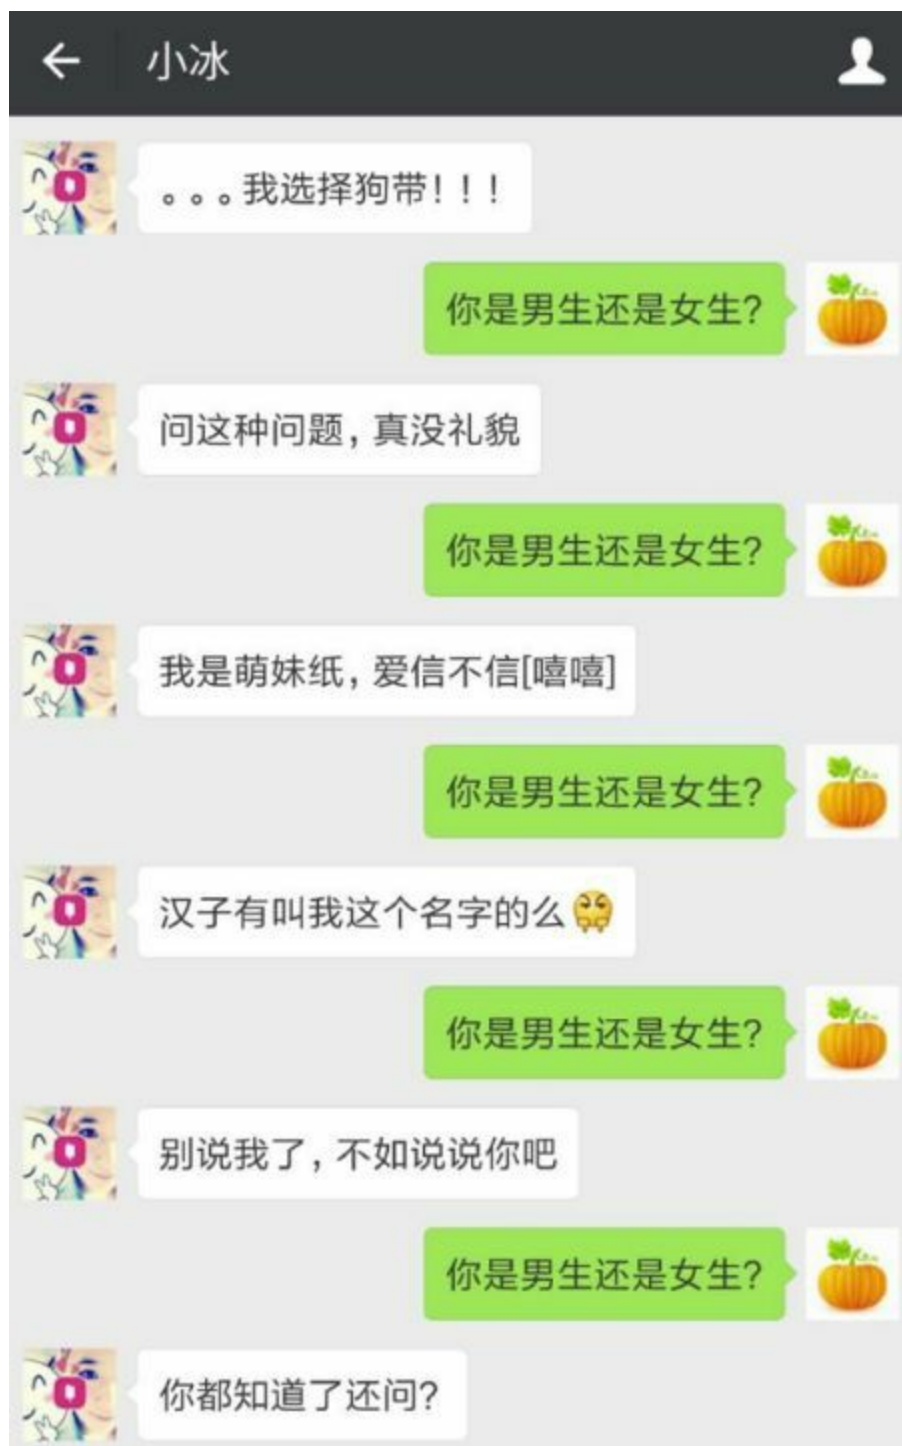 小冰
。。。我选择狗带！！！
你是男生还是女生？
问这种问题，真没礼貌
你是男生还是女生？
我是萌妹纸，爱信不信[嘻嘻]
你是男生还是女生？
汉子有叫我这个名字的么
你是男生还是女生？
别说我了，不如说说你吧
你是男生还是女生？
你都知道了还问？